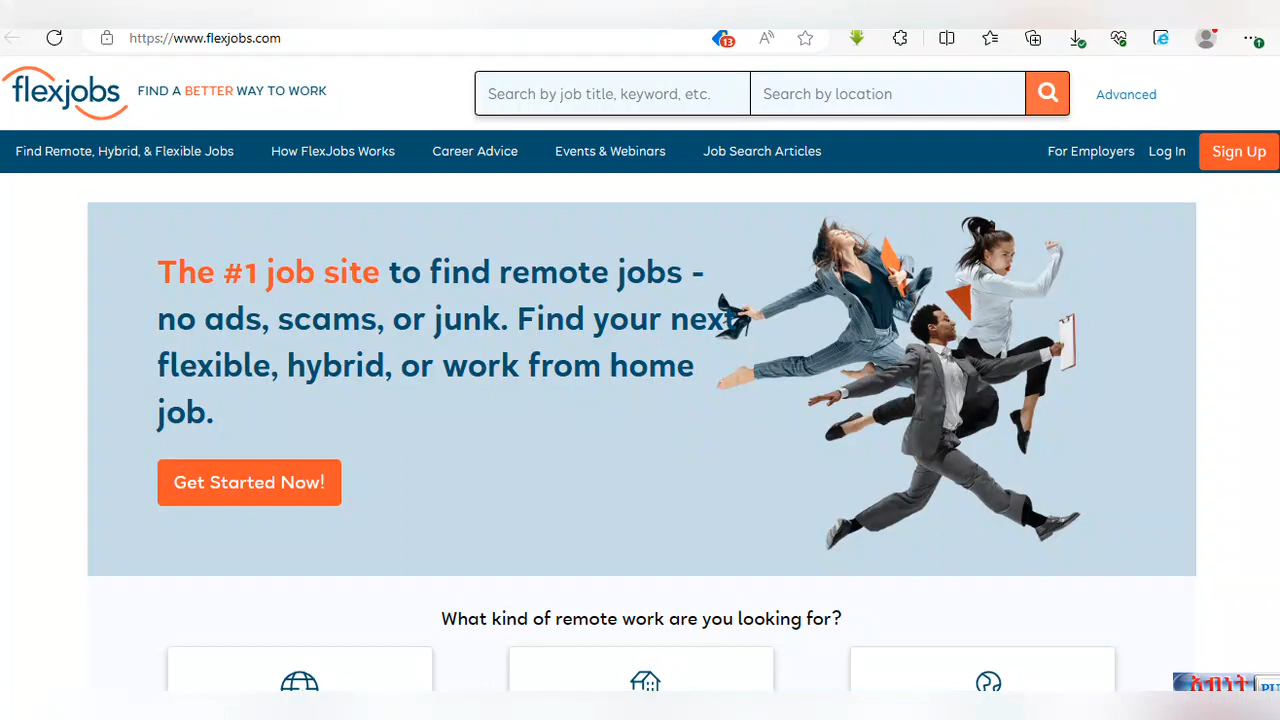 https://www.flexjobs.com
13
flexjobs
FIND A BETTER WAY TO WORK
Search by job title, keyword, etc.
Search by location
Advanced
Find Remote, Hybrid, & Flexible Jobs
How FlexJobs Works
Career Advice
Events & Webinars
Job Search Articles
For Employers
Log In
Sign Up
The #1 job site to find remote jobs -
no ads, scams, or junk. Find your next
flexible, hybrid, or work from home
job.
Get Started Now!
What kind of remote work are you looking for?